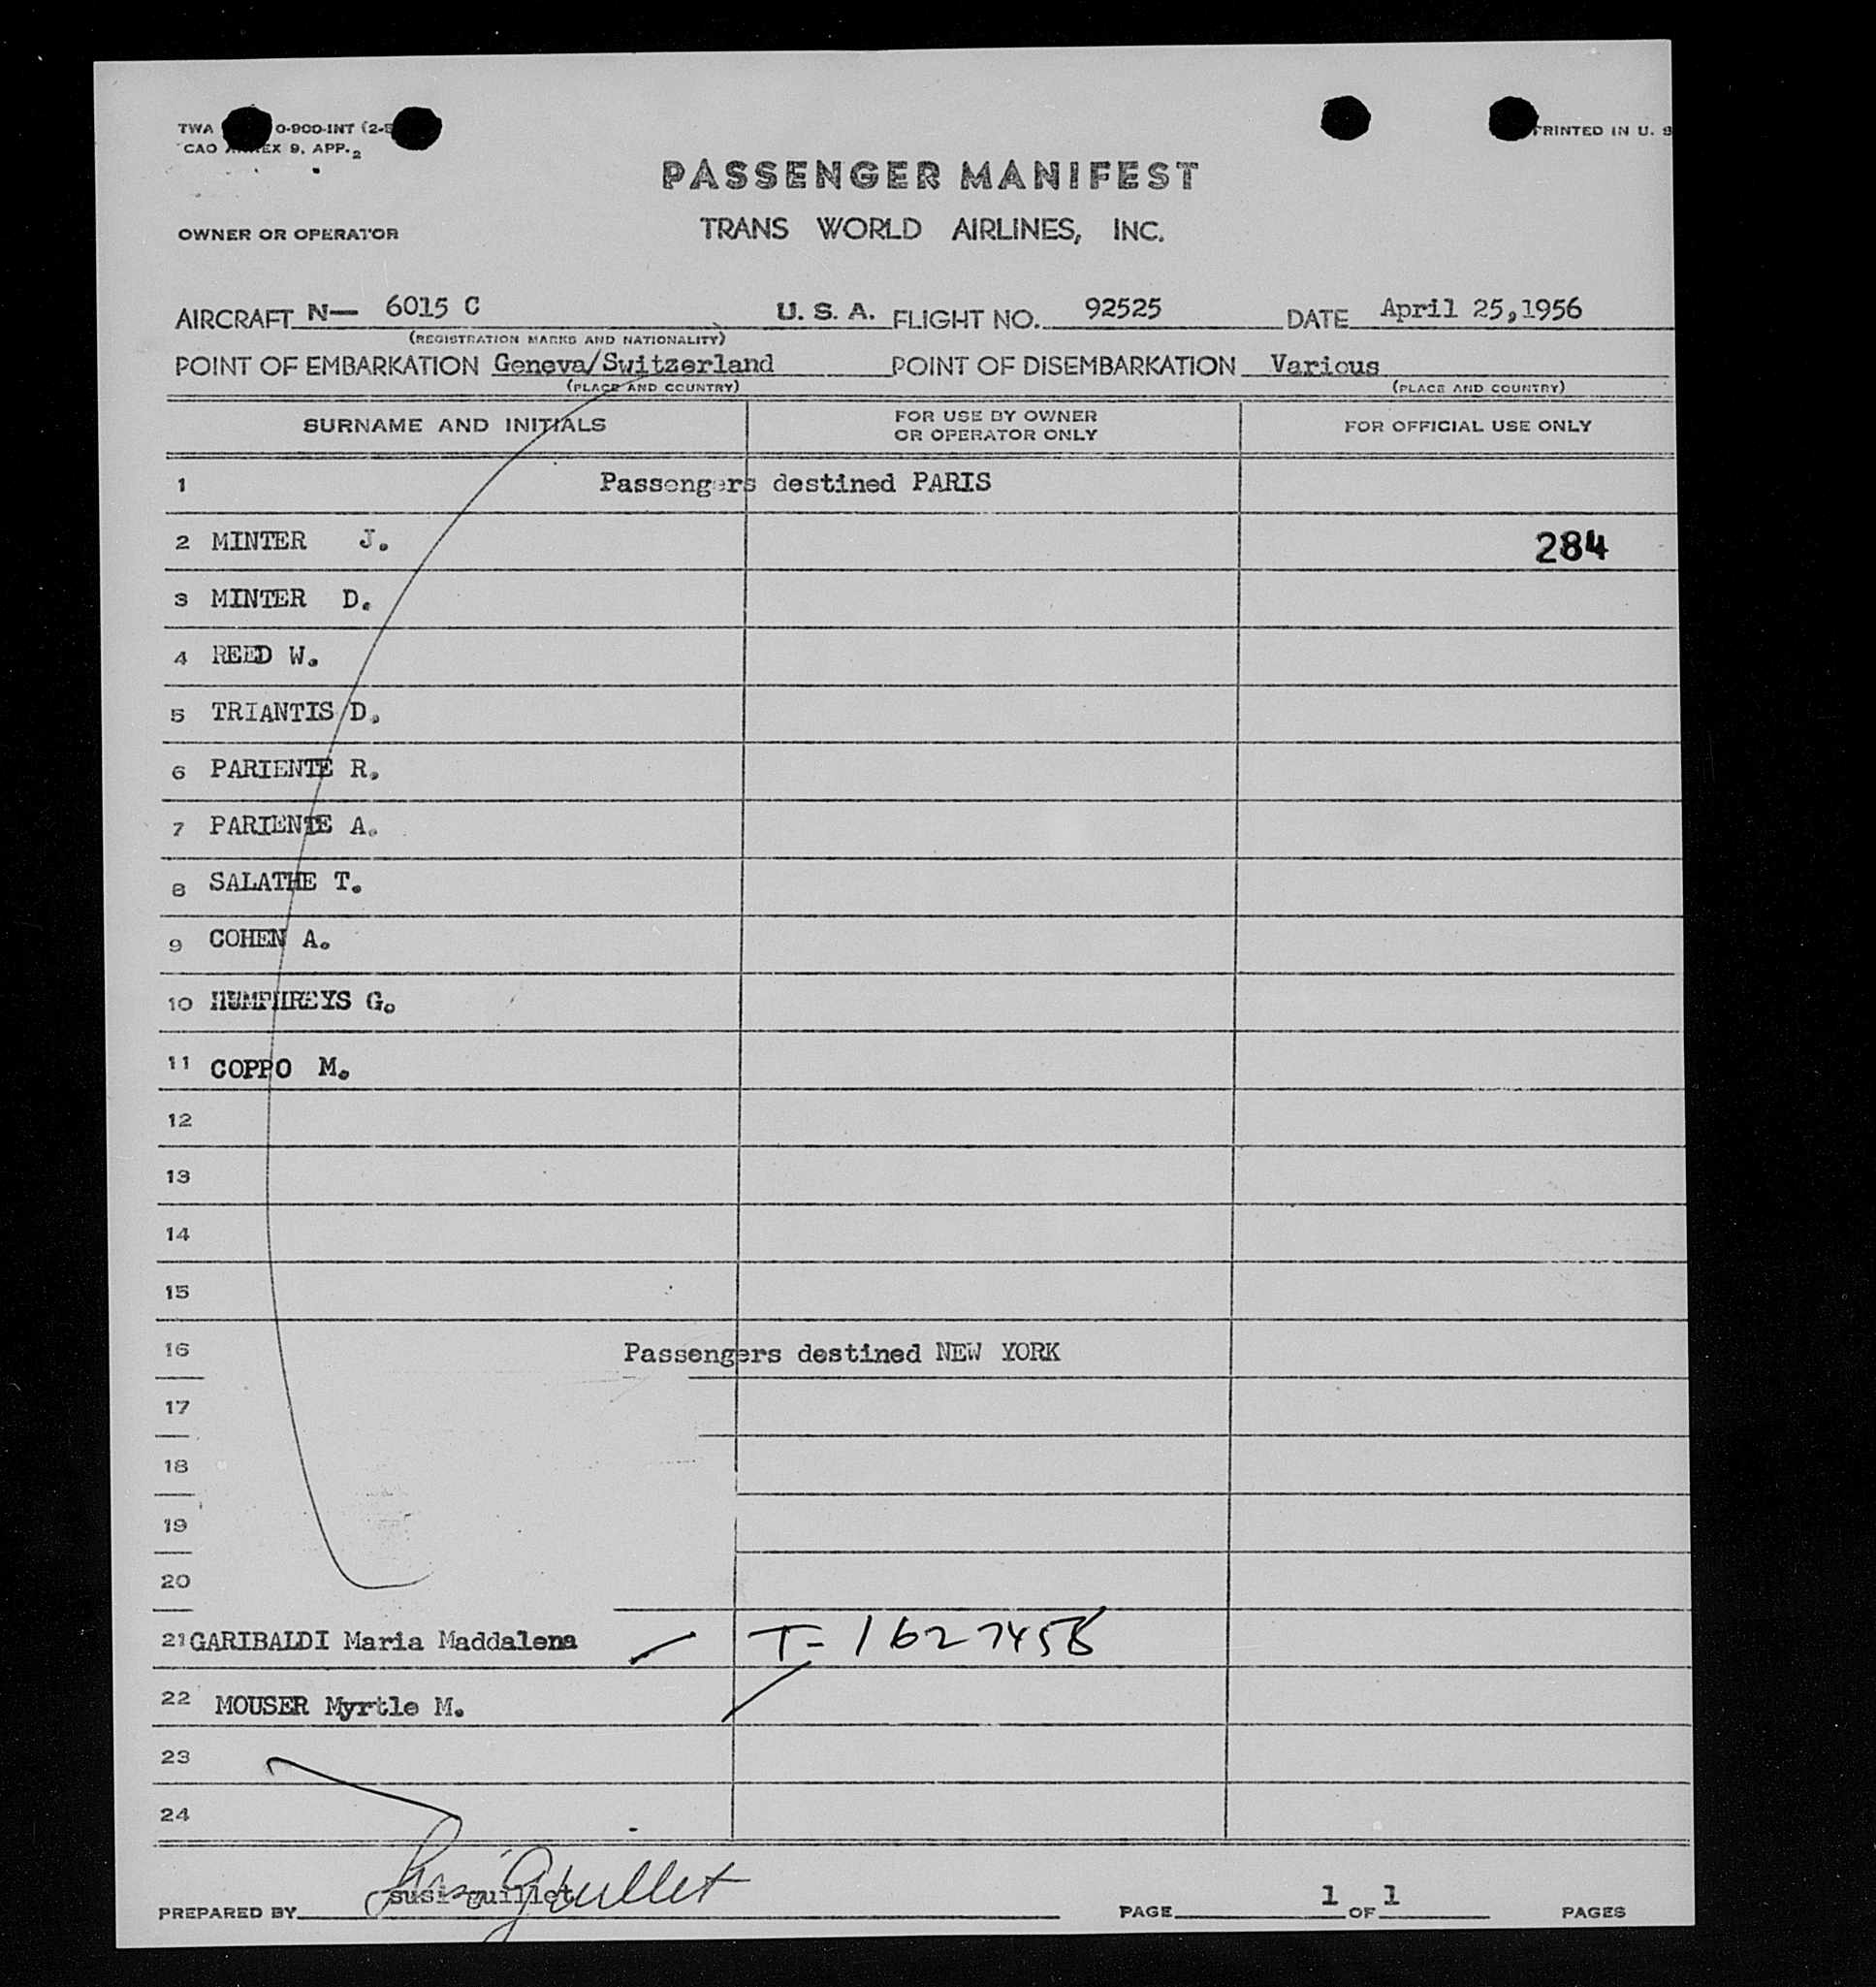 TWA 0-900-INT (2-5
CAO ANNEX 9, APP. 2
PRINTED IN U. S
PASSENGER MANIFEST
OWNER OR OPERATOR TRANS WORLD AIRLINES, INC.
AIRCRAFT N— 6015 C U. S. A. FLIGHT NO. 92525 DATE April 25,1956
(REGISTRATION MARKS AND NATIONALITY)
POINT OF EMBARKATION Geneva/Switzerland POINT OF DISEMBARKATION Various
(PLACE AND COUNTRY) (PLACE AND COUNTRY)
SURNAME AND INITIALS FOR USE BY OWNER OR OPERATOR ONLY FOR OFFICIAL USE ONLY
1 Passengers destined PARIS
2 MINTER J. 284
3 MINTER D.
4 REED W.
5 TRIANTIS D.
6 PARIENTE R.
7 PARIENTE A.
8 SALATHE T.
9 COHEN A.
10 HUMPHREYS G.
11 COPPO M.
12
13
14
15
16 Passengers destined NEW YORK
17
18
19
20
21 GARIBALDI Maria Maddalena T- 1627458
22 MOUSER Myrtle M.
23
24
Susi Guillet
PREPARED BY susi guillet PAGE 1 OF 1 PAGES